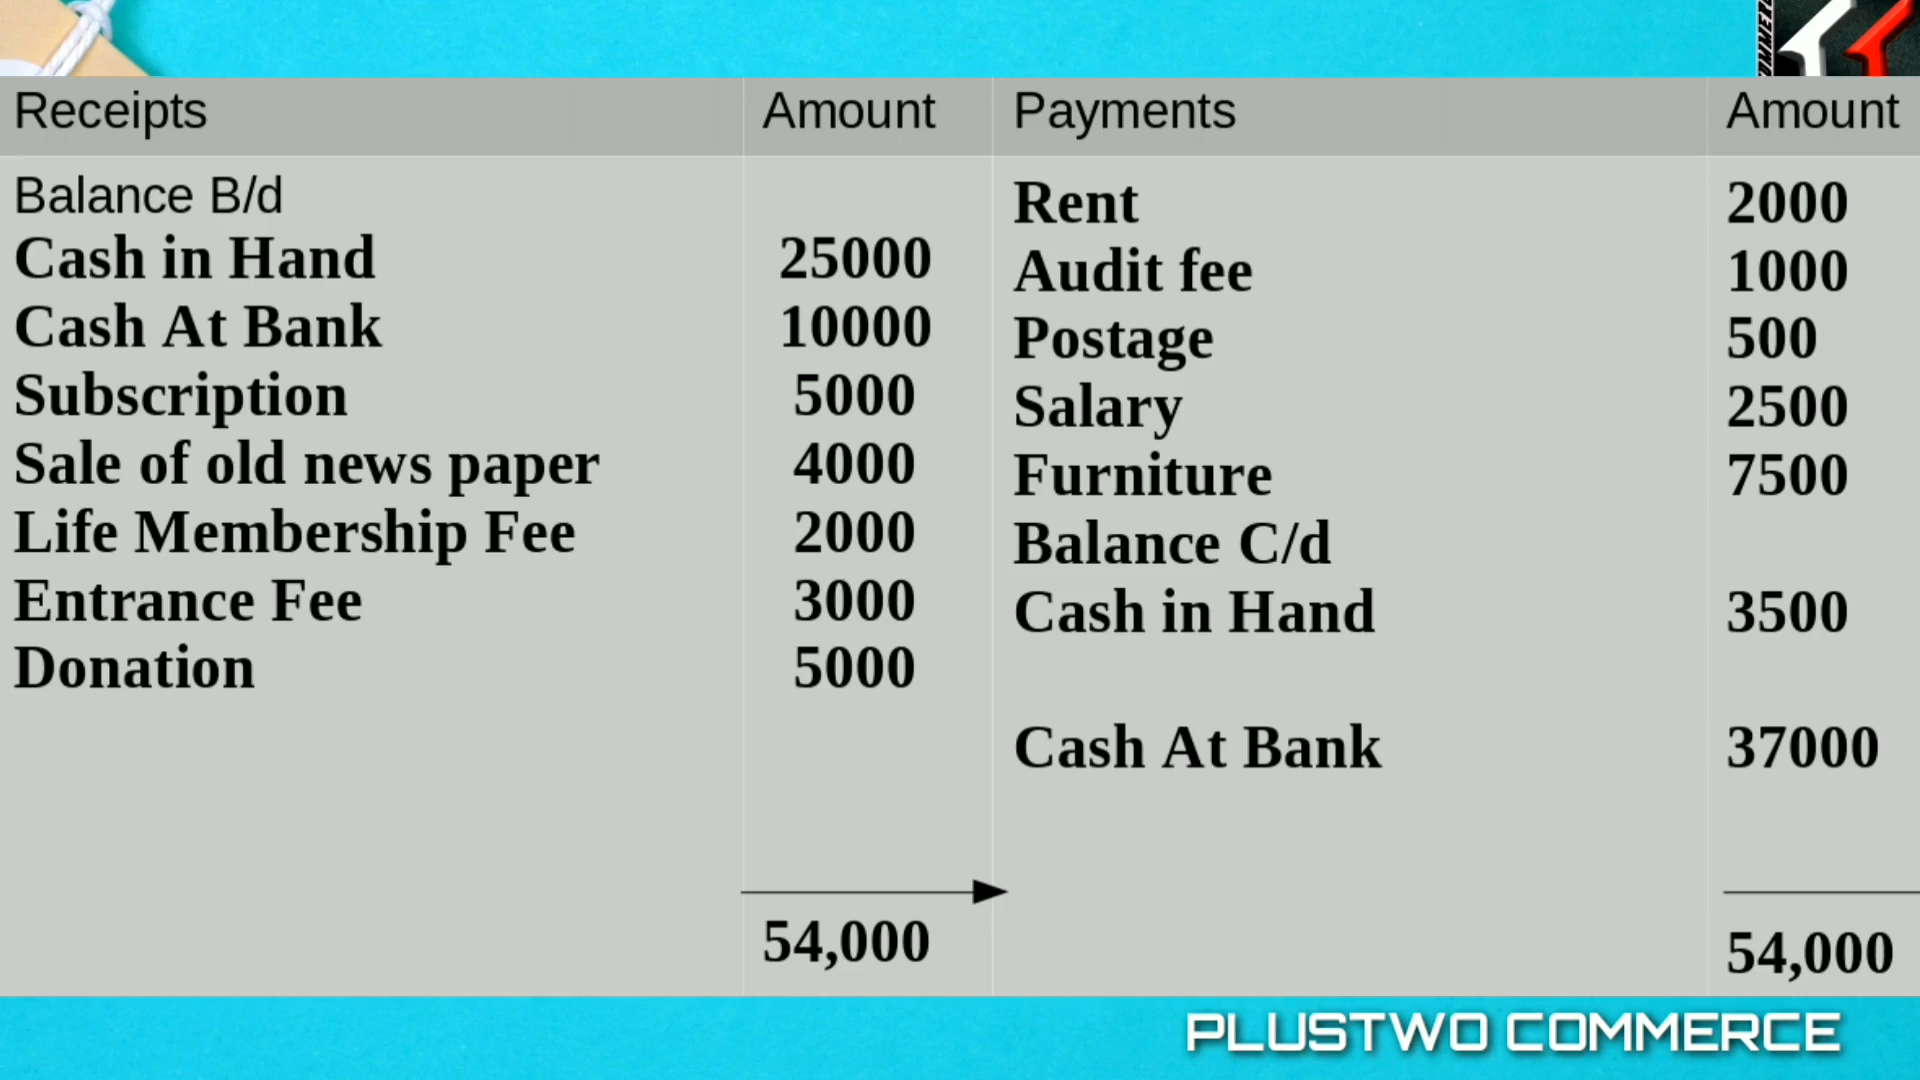 Receipts Amount Payments Amount
Balance B/d Rent 2000
Cash in Hand 25000 Audit fee 1000
Cash At Bank 10000 Postage 500
Subscription 5000 Salary 2500
Sale of old news paper 4000 Furniture 7500
Life Membership Fee 2000 Balance C/d
Entrance Fee 3000 Cash in Hand 3500
Donation 5000
Cash At Bank 37000
54,000 54,000
PLUSTWO COMMERCE